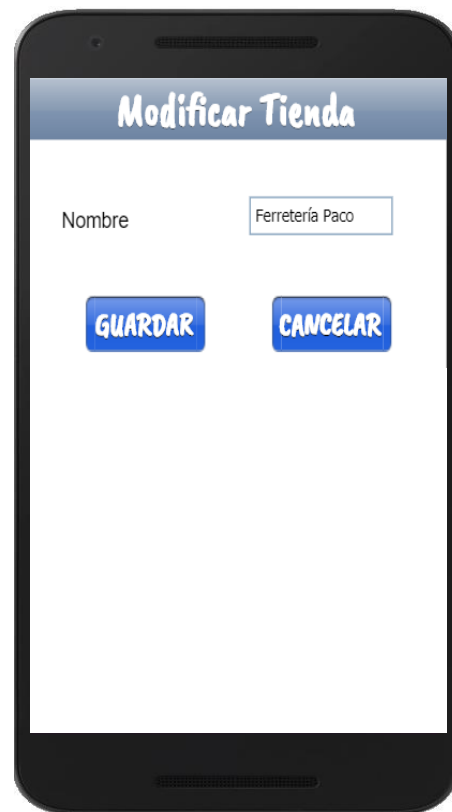 Modificar Tienda
Nombre
Ferretería Paco
GUARDAR
CANCELAR